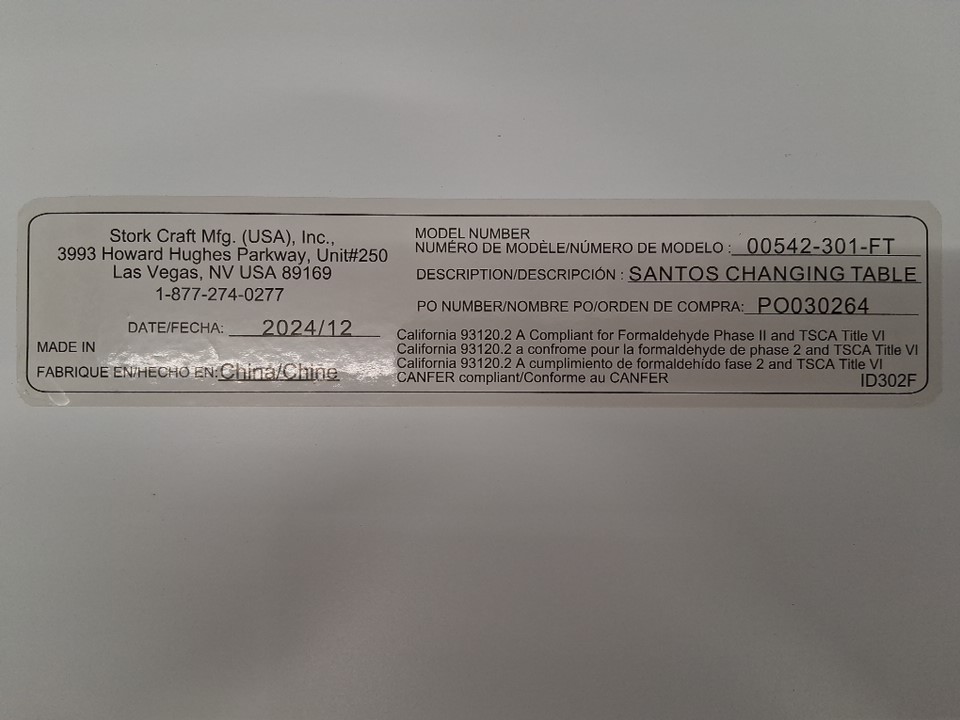 Stork Craft Mfg. (USA), Inc.,
3993 Howard Hughes Parkway, Unit#250
Las Vegas, NV USA 89169
1-877-274-0277
DATE/FECHA: 2024/12
MADE IN
FABRIQUE EN/HECHO EN: China/Chine
MODEL NUMBER
NUMÉRO DE MODÈLE/NÚMERO DE MODELO : 00542-301-FT
DESCRIPTION/DESCRIPCIÓN : SANTOS CHANGING TABLE
PO NUMBER/NOMBRE PO/ORDEN DE COMPRA: PO030264
California 93120.2 A Compliant for Formaldehyde Phase II and TSCA Title VI
California 93120.2 a confrome pour la formaldehyde de phase 2 and TSCA Title VI
California 93120.2 A cumplimiento de formaldehído fase 2 and TSCA Title VI
CANFER compliant/Conforme au CANFER
ID302F